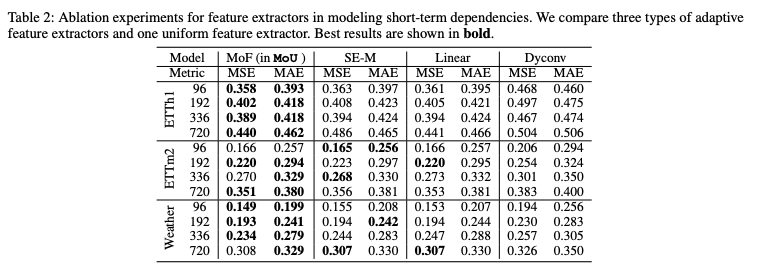 Table 2: Ablation experiments for feature extractors in modeling short-term dependencies. We compare three types of adaptive
feature extractors and one uniform feature extractor. Best results are shown in bold.
Model MoF (in MoU ) SE-M Linear Dyconv
Metric MSE MAE MSE MAE MSE MAE MSE MAE
ETTh1
96 0.358 0.393 0.363 0.397 0.361 0.395 0.468 0.460
192 0.402 0.418 0.408 0.423 0.405 0.421 0.497 0.475
336 0.389 0.418 0.394 0.424 0.394 0.424 0.467 0.474
720 0.440 0.462 0.486 0.465 0.441 0.466 0.504 0.506
ETTm2
96 0.166 0.257 0.165 0.256 0.166 0.257 0.206 0.294
192 0.220 0.294 0.223 0.297 0.220 0.295 0.254 0.324
336 0.270 0.329 0.268 0.330 0.273 0.332 0.301 0.350
720 0.351 0.380 0.356 0.381 0.353 0.381 0.383 0.400
Weather
96 0.149 0.199 0.155 0.208 0.153 0.207 0.194 0.256
192 0.193 0.241 0.194 0.242 0.194 0.244 0.230 0.283
336 0.234 0.279 0.244 0.283 0.247 0.288 0.257 0.305
720 0.308 0.329 0.307 0.330 0.307 0.330 0.326 0.350